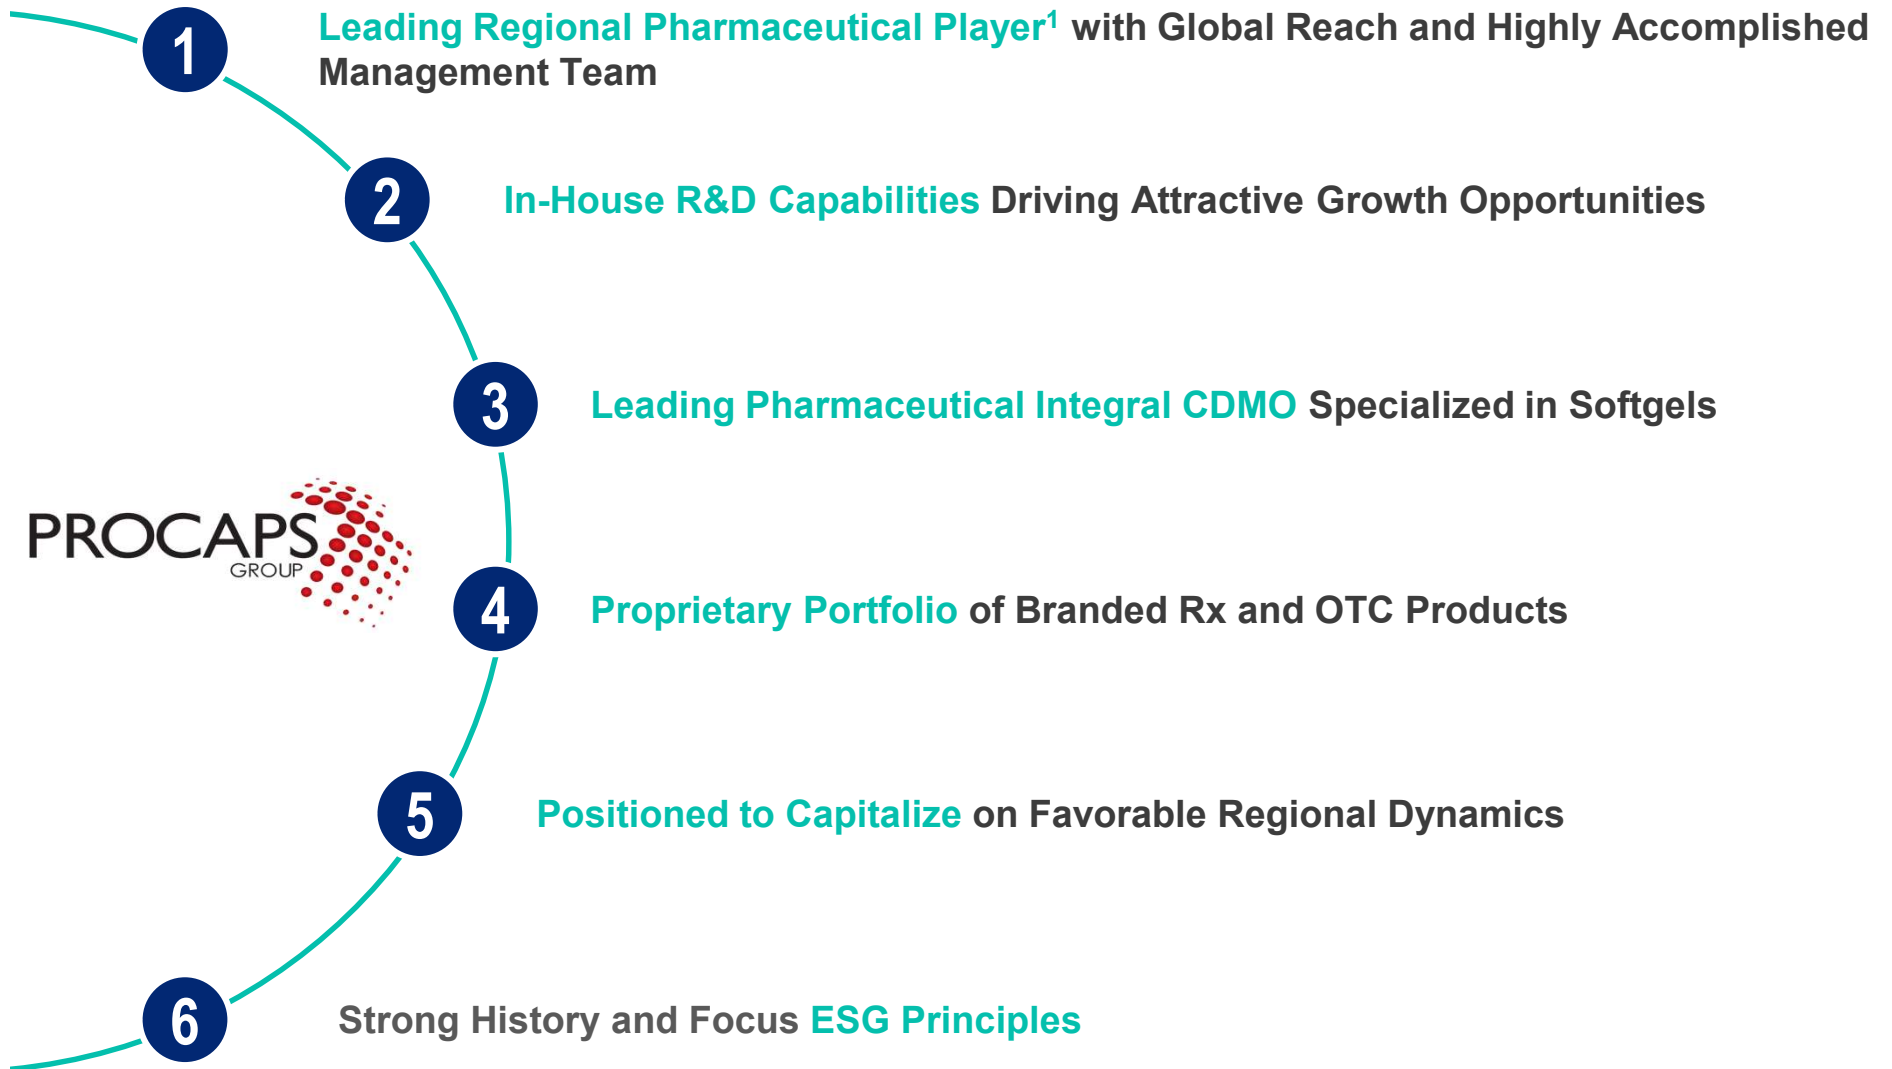 1
Leading Regional Pharmaceutical Player¹ with Global Reach and Highly Accomplished
Management Team
2
In-House R&D Capabilities Driving Attractive Growth Opportunities
3
Leading Pharmaceutical Integral CDMO Specialized in Softgels
PROCAPS
GROUP
4
Proprietary Portfolio of Branded Rx and OTC Products
5
Positioned to Capitalize on Favorable Regional Dynamics
6
Strong History and Focus ESG Principles